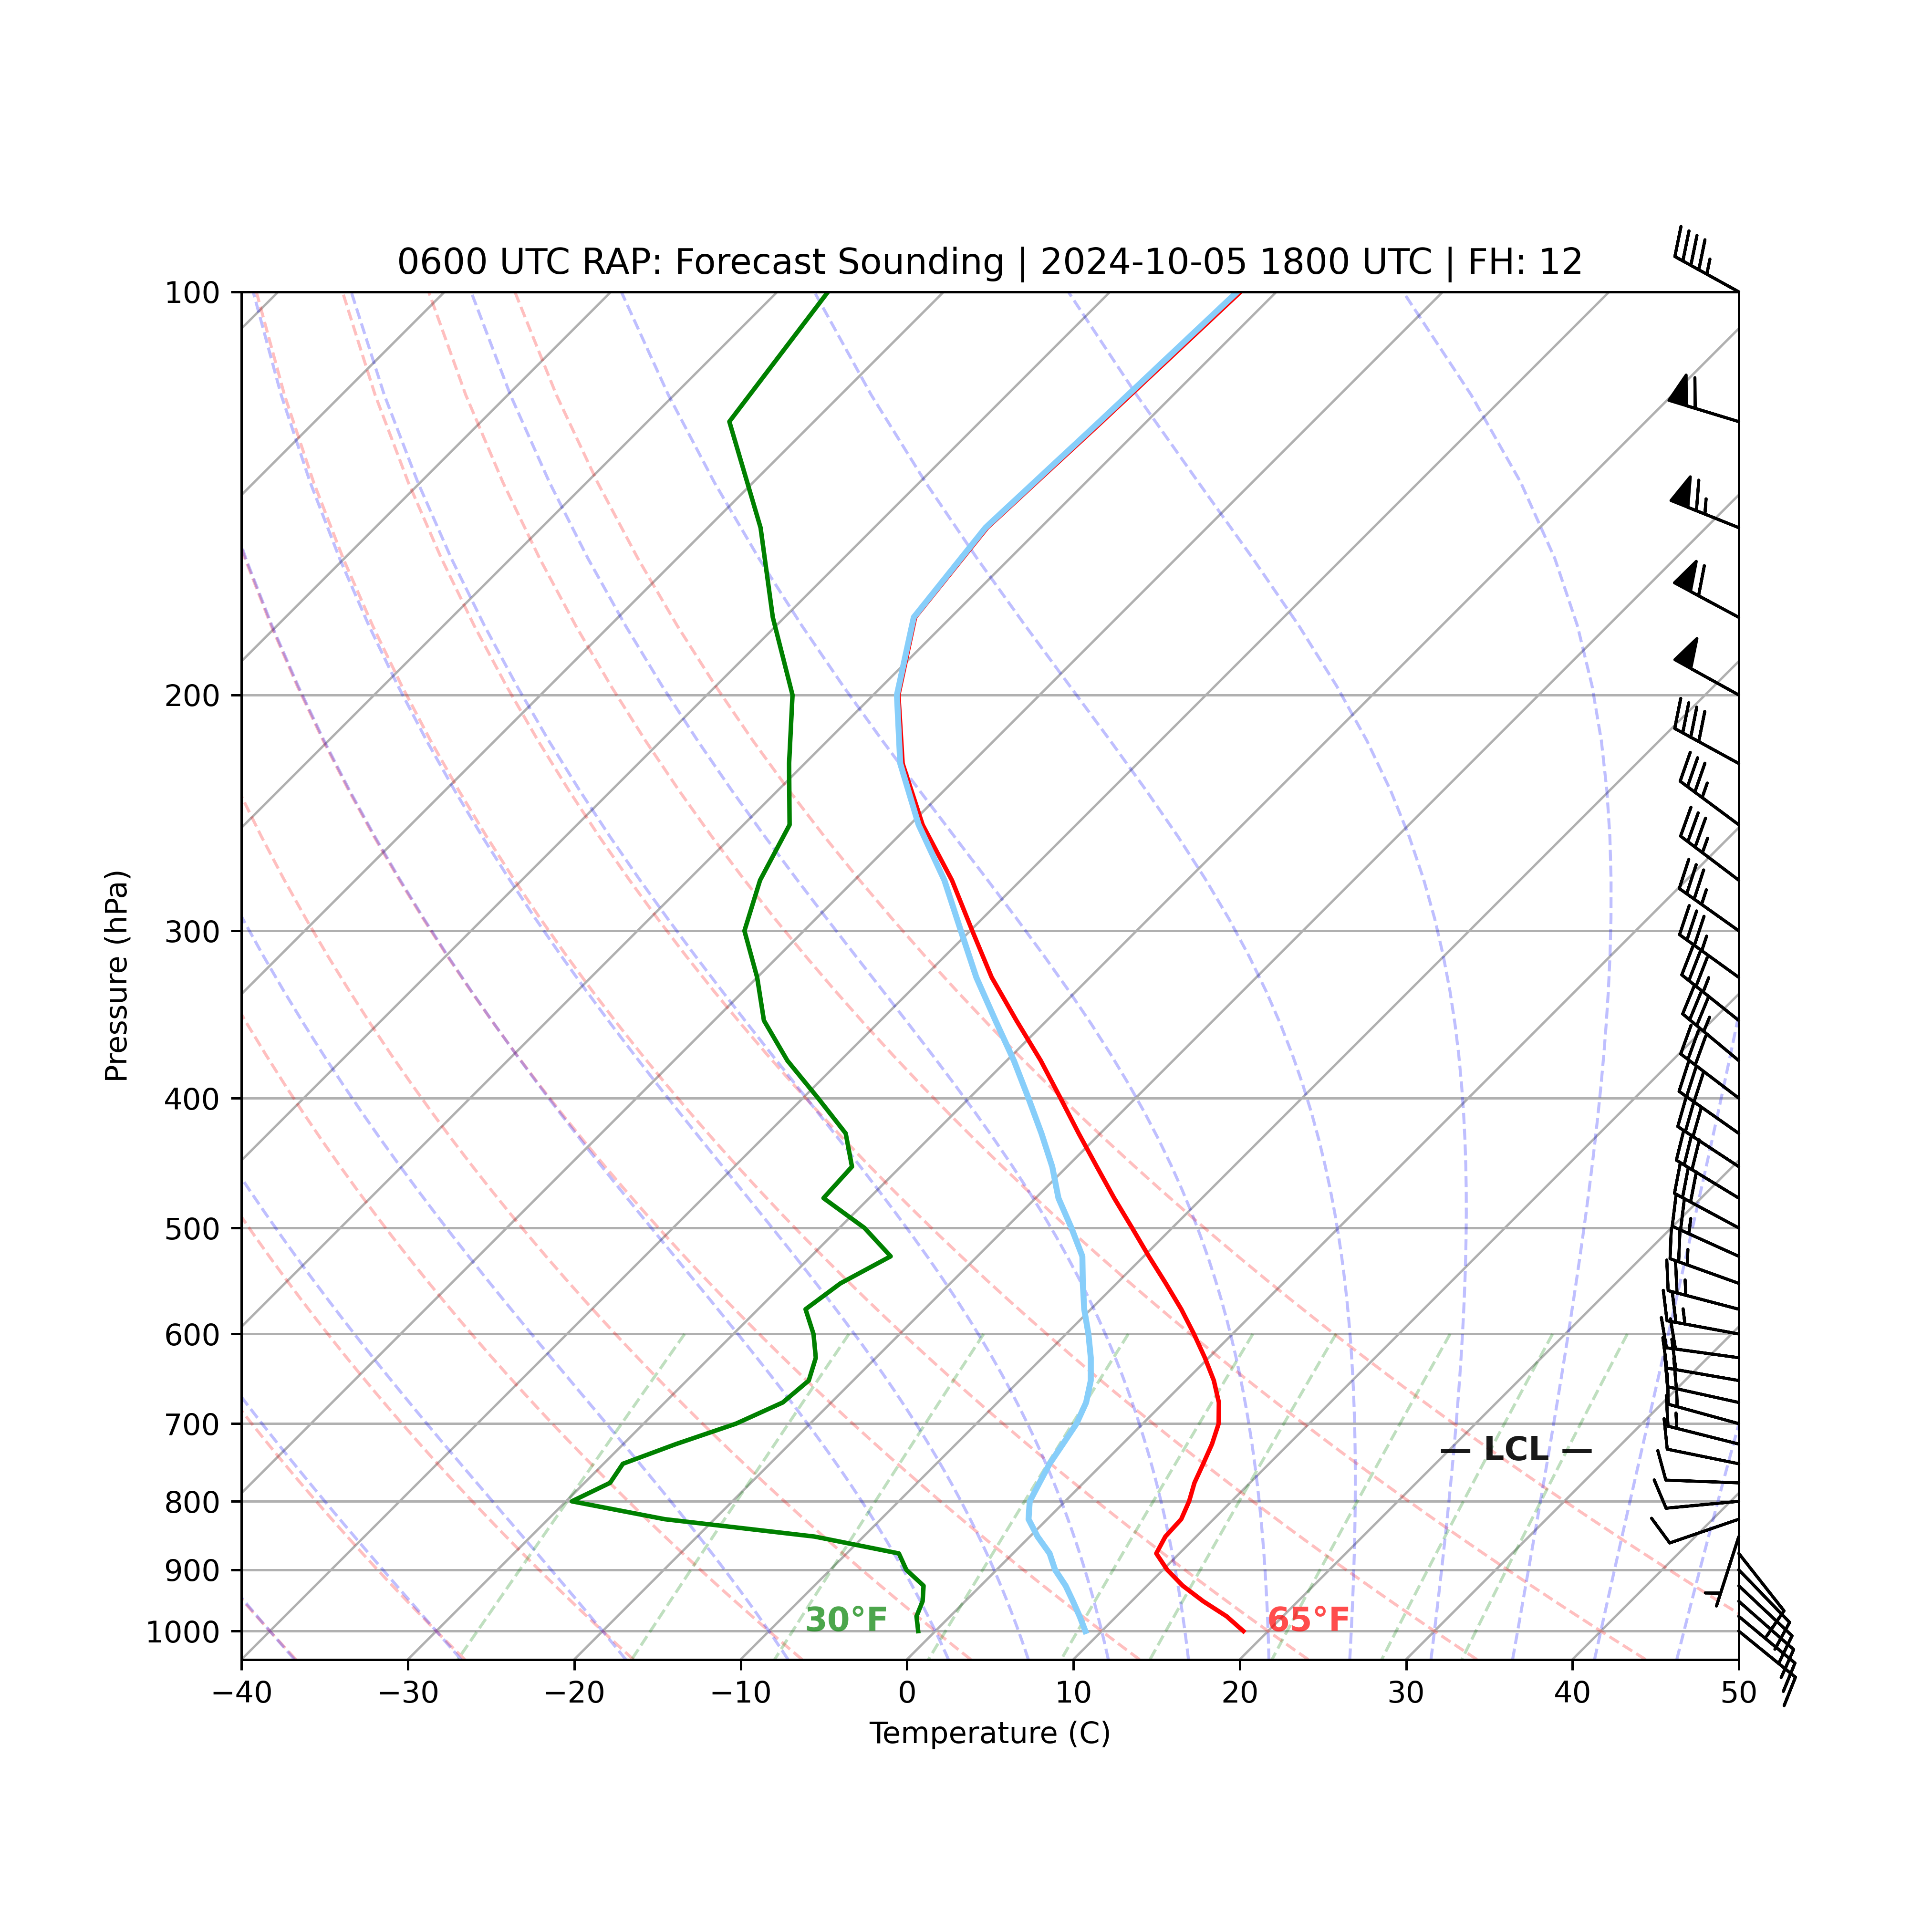 0600 UTC RAP: Forecast Sounding | 2024-10-05 1800 UTC | FH: 12
100
200
300
400
500
600
700
800
900
1000
Pressure (hPa)
— LCL —
30°F
65°F
−40 −30 −20 −10 0 10 20 30 40 50
Temperature (C)